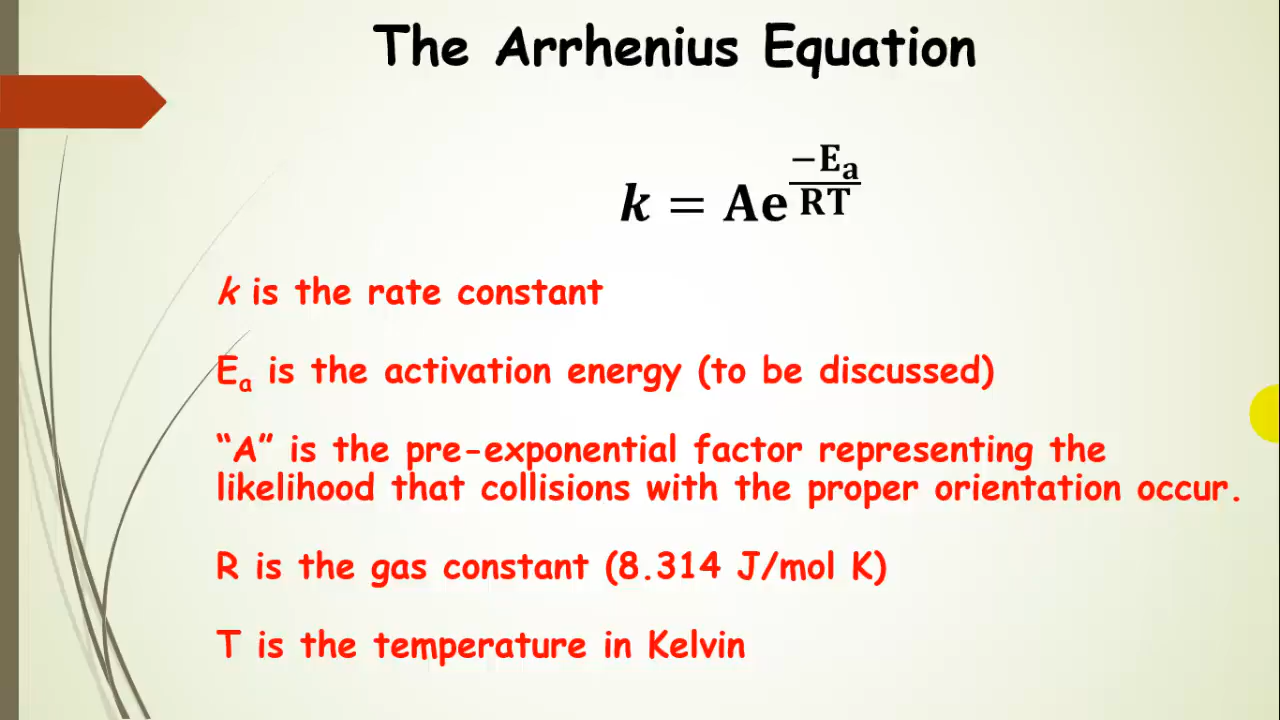 The Arrhenius Equation
k = Ae^(−Eₐ/RT)
k is the rate constant
Eₐ is the activation energy (to be discussed)
“A” is the pre-exponential factor representing the
likelihood that collisions with the proper orientation occur.
R is the gas constant (8.314 J/mol K)
T is the temperature in Kelvin